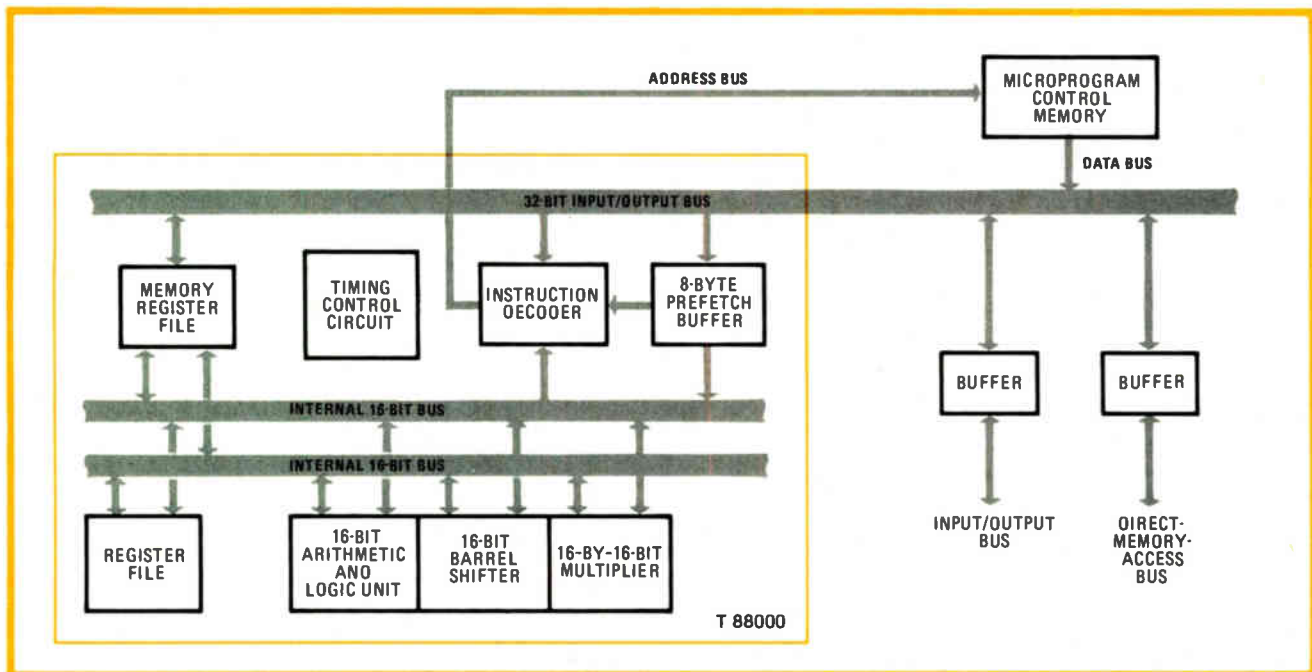 ADDRESS BUS
MICROPROGRAM
CONTROL
MEMORY
DATA BUS
32-BIT INPUT/OUTPUT BUS
MEMORY
REGISTER
FILE
TIMING
CONTROL
CIRCUIT
INSTRUCTION
OECOOER
8-BYTE
PREFETCH
BUFFER
BUFFER
BUFFER
INTERNAL 16-BIT BUS
INTERNAL 16-BIT BUS
REGISTER
FILE
16-BIT
ARITHMETIC
AND
LOGIC UNIT
16-BIT
BARREL
SHIFTER
16-BY-16-BIT
MULTIPLIER
INPUT/OUTPUT
BUS
OIRECT-
MEMORY-
ACCESS
BUS
T 88000